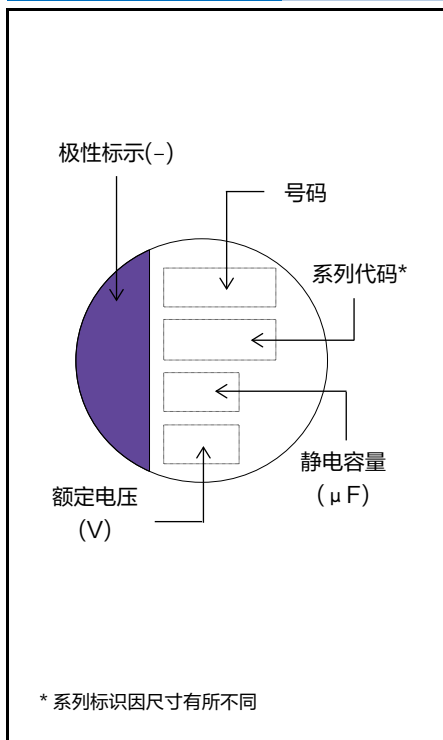 极性标示(-)
号码
系列代码*
静电容量
(μF)
额定电压
(V)
* 系列标识因尺寸有所不同